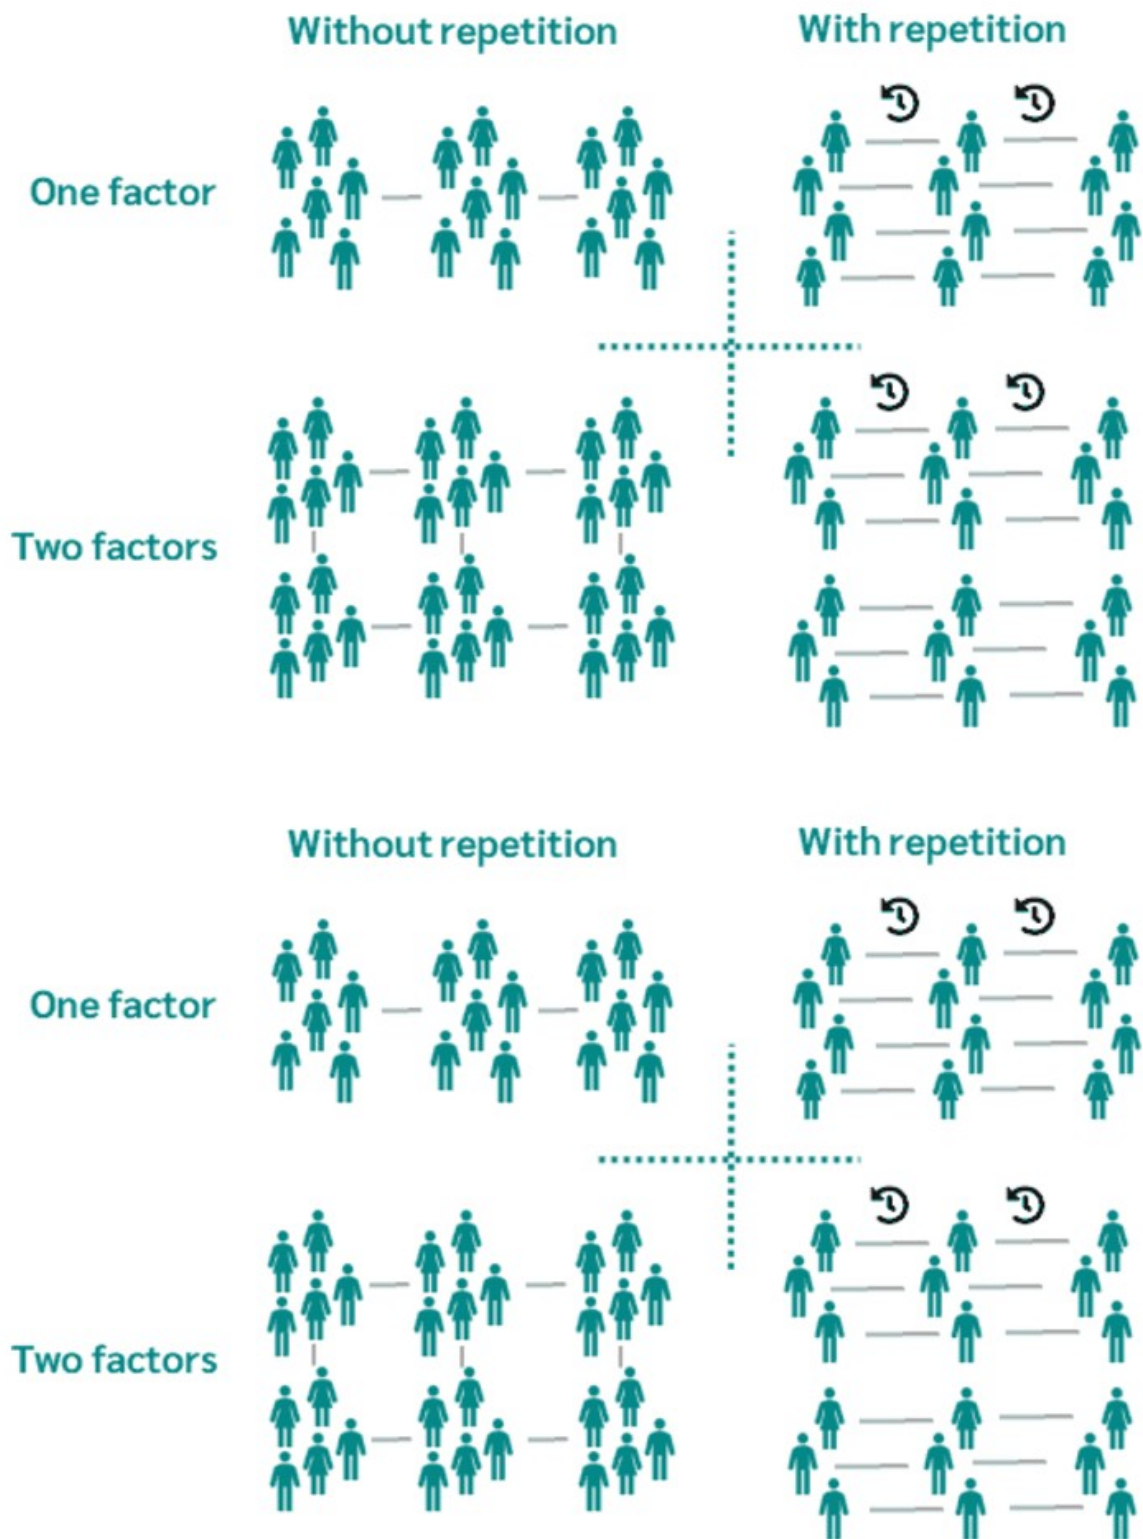 Without repetition
With repetition
One factor
Two factors
Without repetition
With repetition
One factor
Two factors